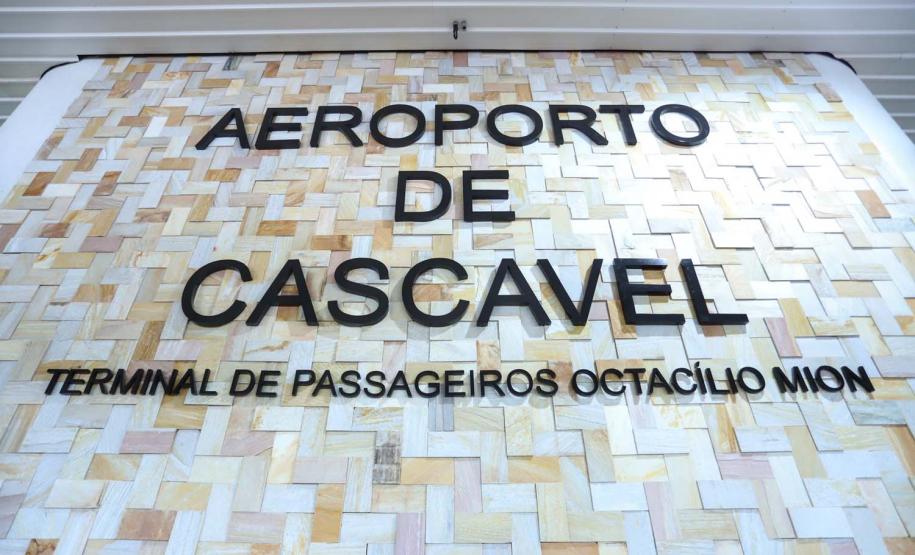 AEROPORTO
DE
CASCAVEL
TERMINAL DE PASSAGEIROS OCTACÍLIO MION